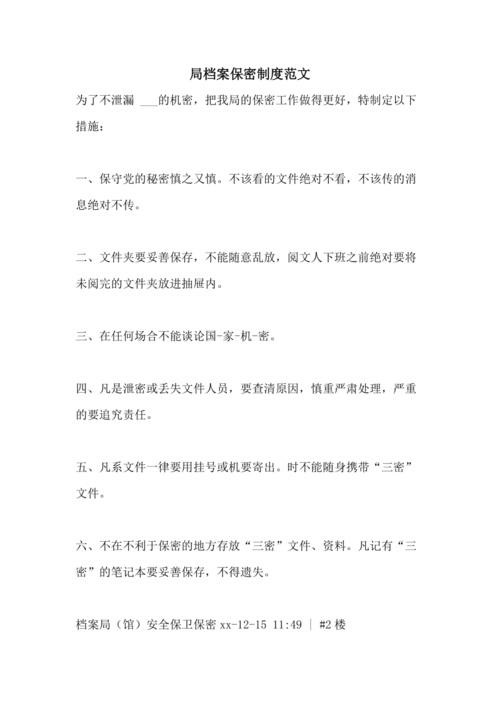 局档案保密制度范文
为了不泄漏 ___的机密，把我局的保密工作做得更好，特制定以下
措施：
一、保守党的秘密慎之又慎。不该看的文件绝对不看，不该传的消
息绝对不传。
二、文件夹要妥善保存，不能随意乱放，阅文人下班之前绝对要将
未阅完的文件夹放进抽屉内。
三、在任何场合不能谈论国-家-机-密。
四、凡是泄密或丢失文件人员，要查清原因，慎重严肃处理，严重
的要追究责任。
五、凡系文件一律要用挂号或机要寄出。时不能随身携带“三密”
文件。
六、不在不利于保密的地方存放“三密”文件、资料。凡记有“三
密”的笔记本要妥善保存，不得遗失。
档案局（馆）安全保卫保密 xx-12-15 11:49 | #2 楼